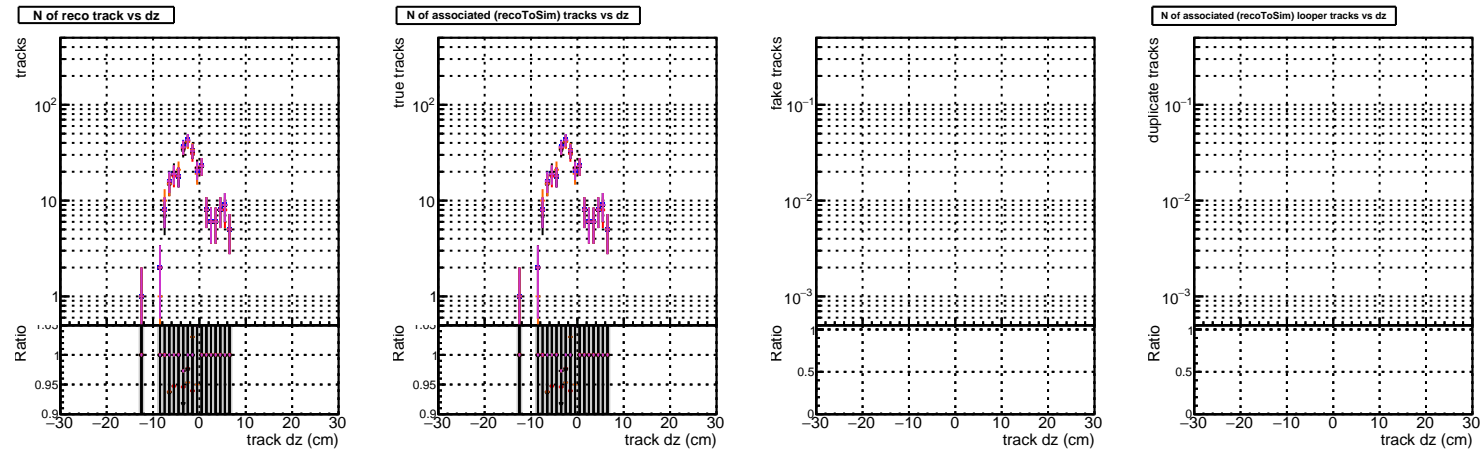 N of reco track vs dz
tracks
10²
10
1
1.05
Ratio
1
0.95
0.9
−30 −20 −10 0 10 20 30
track dz (cm)
N of associated (recoToSim) tracks vs dz
true tracks
10²
10
1
1.05
Ratio
1
0.95
0.9
−30 −20 −10 0 10 20 30
track dz (cm)
fake tracks
10⁻¹
10⁻²
10⁻³
Ratio
1
0.5
0
−30 −20 −10 0 10 20 30
track dz (cm)
N of associated (recoToSim) looper tracks vs dz
duplicate tracks
10⁻¹
10⁻²
10⁻³
Ratio
1
0.5
0
−30 −20 −10 0 10 20 30
track dz (cm)